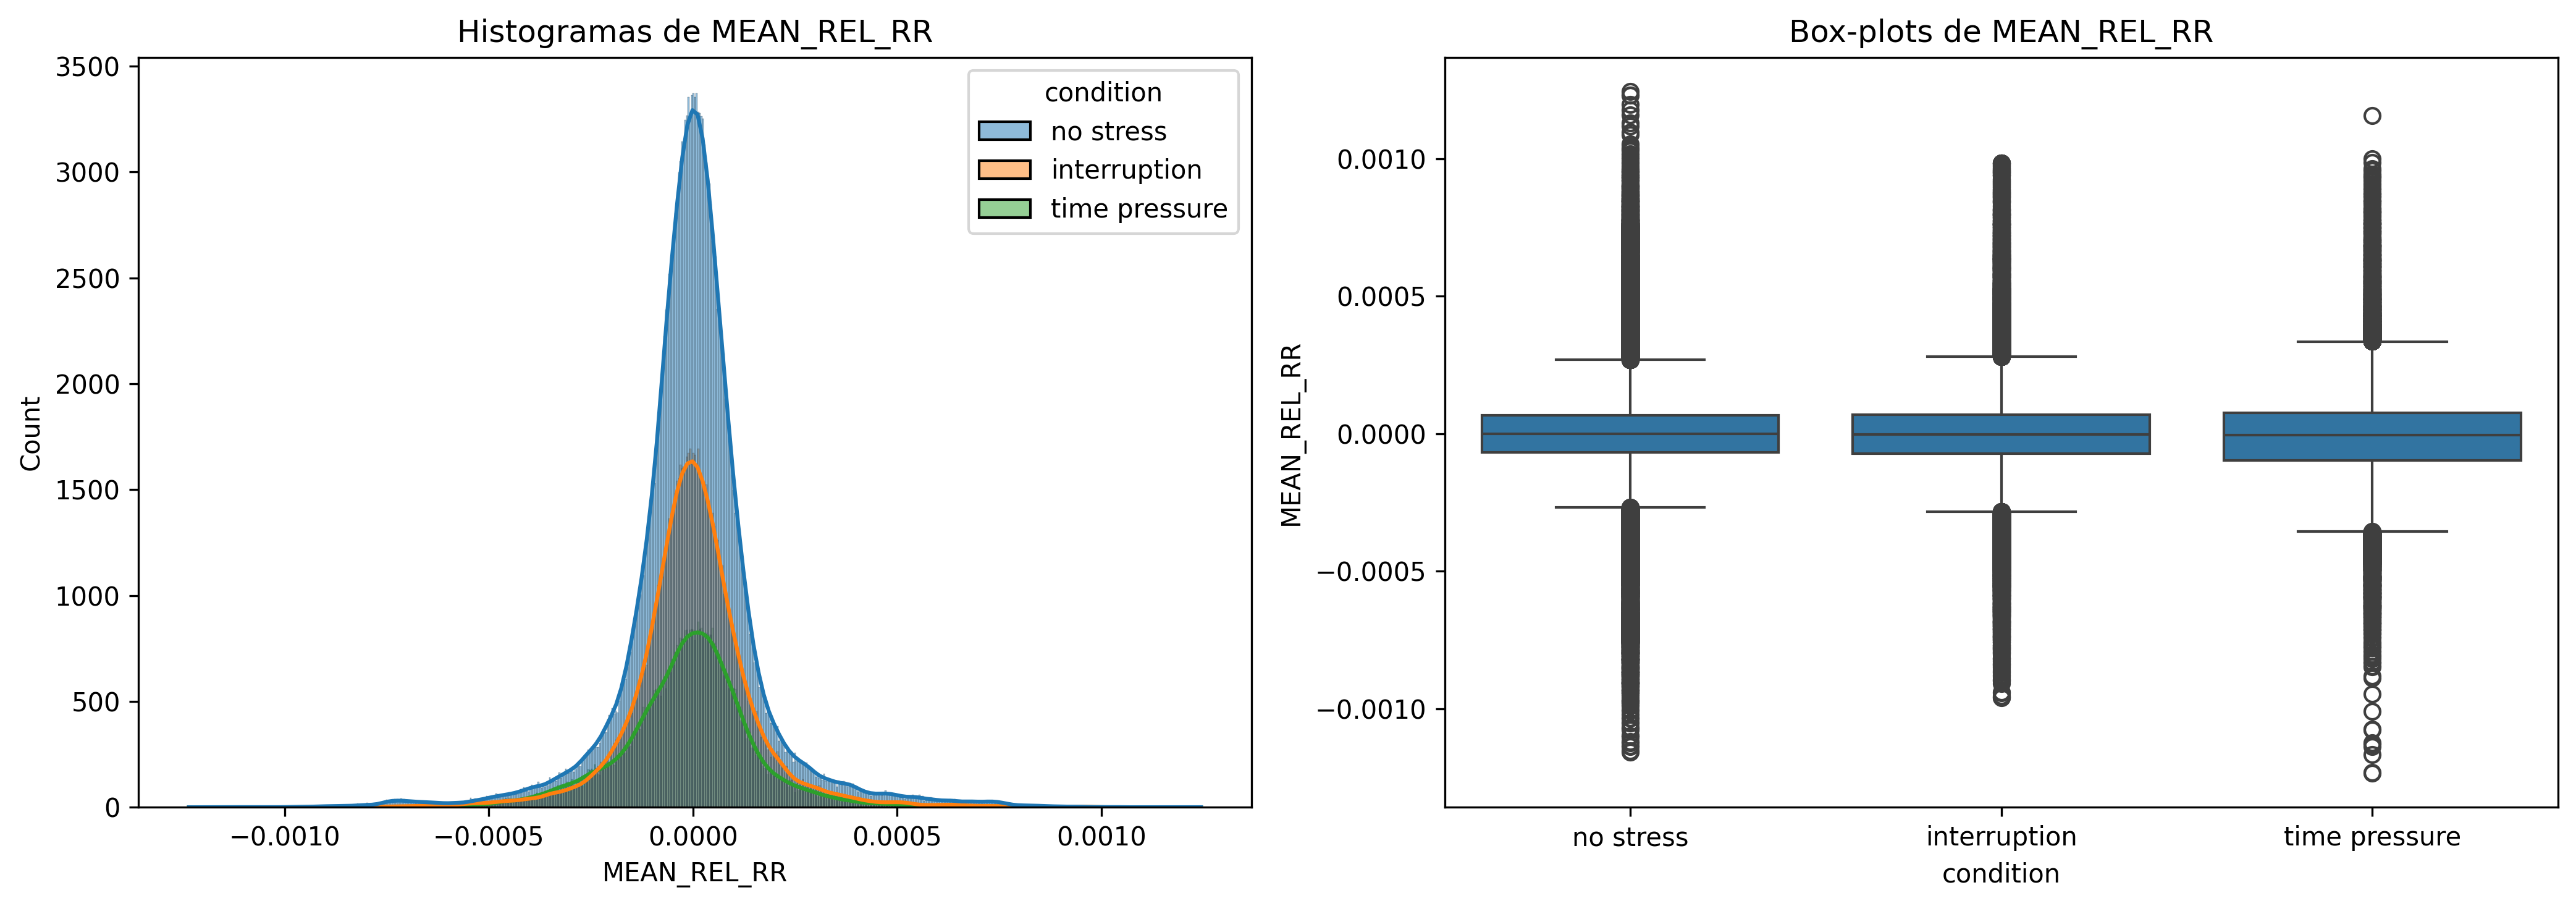 Histogramas de MEAN_REL_RR
3500
3000
2500
2000
1500
1000
500
0
Count
condition
no stress
interruption
time pressure
−0.0010
−0.0005
0.0000
0.0005
0.0010
MEAN_REL_RR
Box-plots de MEAN_REL_RR
0.0010
0.0005
0.0000
−0.0005
−0.0010
MEAN_REL_RR
no stress
interruption
time pressure
condition